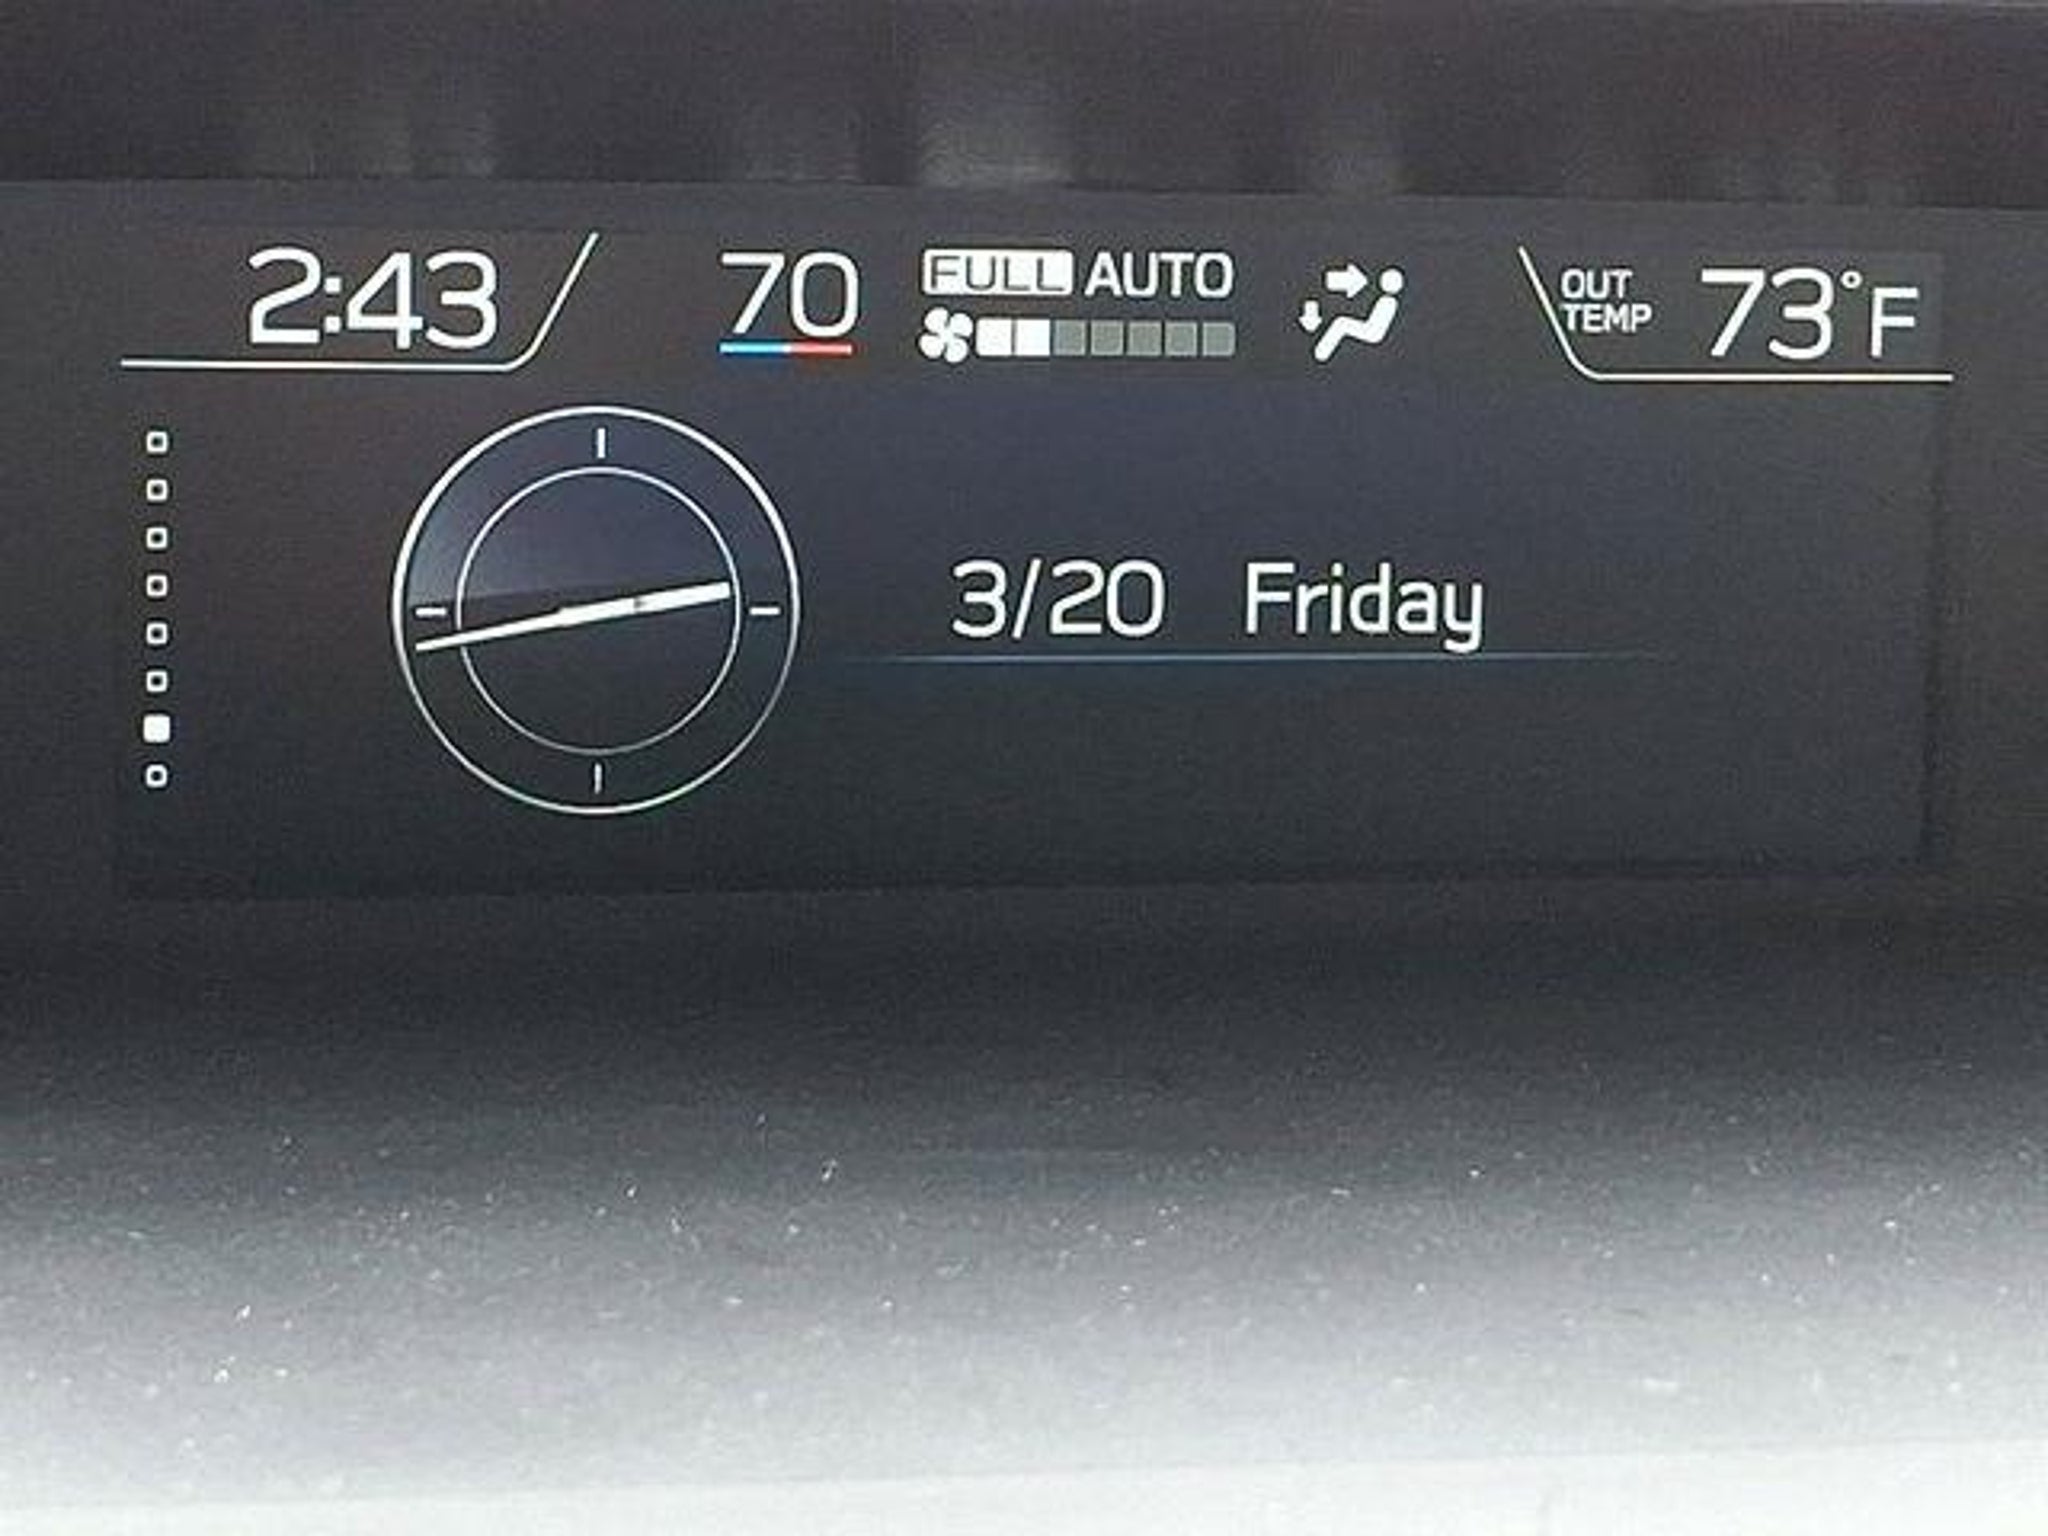 2:43
70
FULL AUTO
OUT TEMP 73°F
3/20 Friday